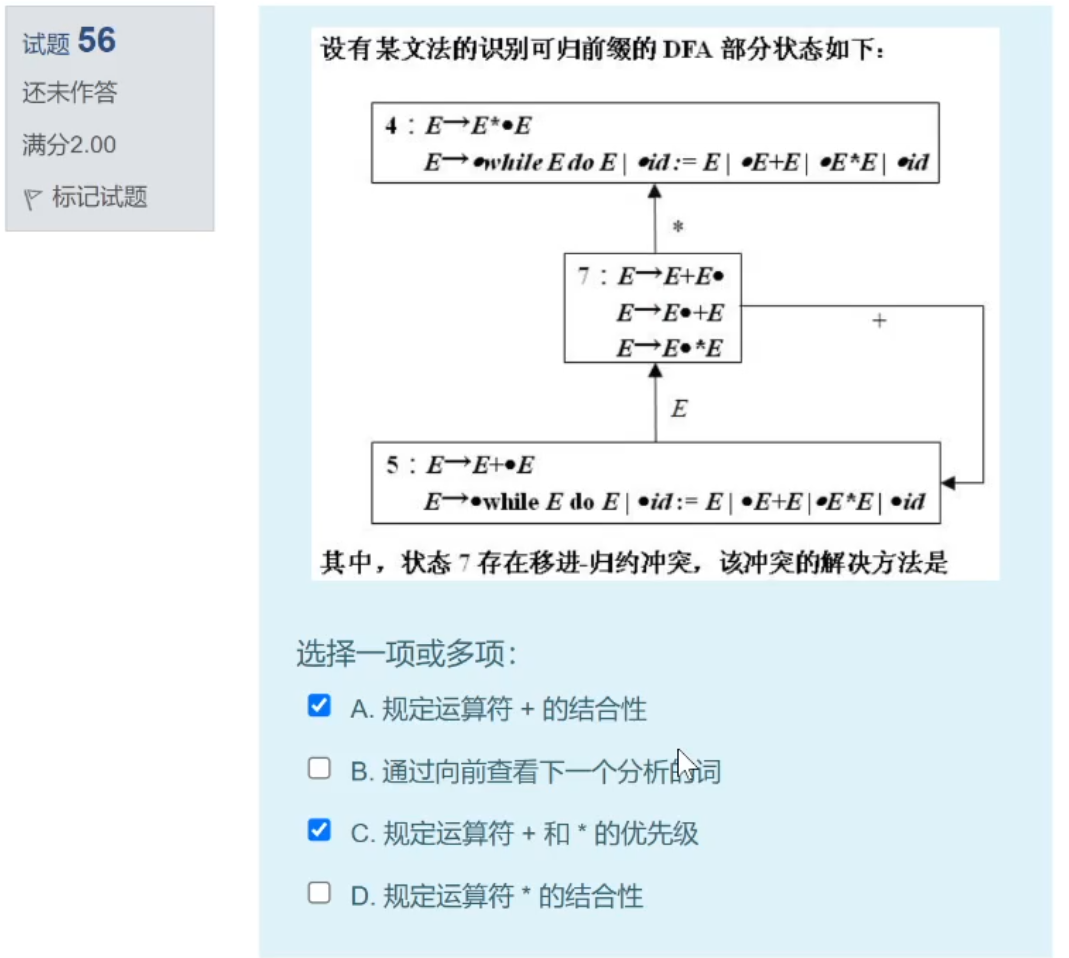 试题 56
还未作答
满分2.00
标记试题
设有某文法的识别可归前缀的 DFA 部分状态如下：
4：E→E*•E
E→•while E do E | •id := E | •E+E | •E*E | •id
*
7：E→E+E•
E→E•+E
E→E•*E
+
E
5：E→E+•E
E→•while E do E | •id := E | •E+E | •E*E | •id
其中，状态 7 存在移进-归约冲突，该冲突的解决方法是
选择一项或多项：
A. 规定运算符 + 的结合性
B. 通过向前查看下一个分析的词
C. 规定运算符 + 和 * 的优先级
D. 规定运算符 * 的结合性